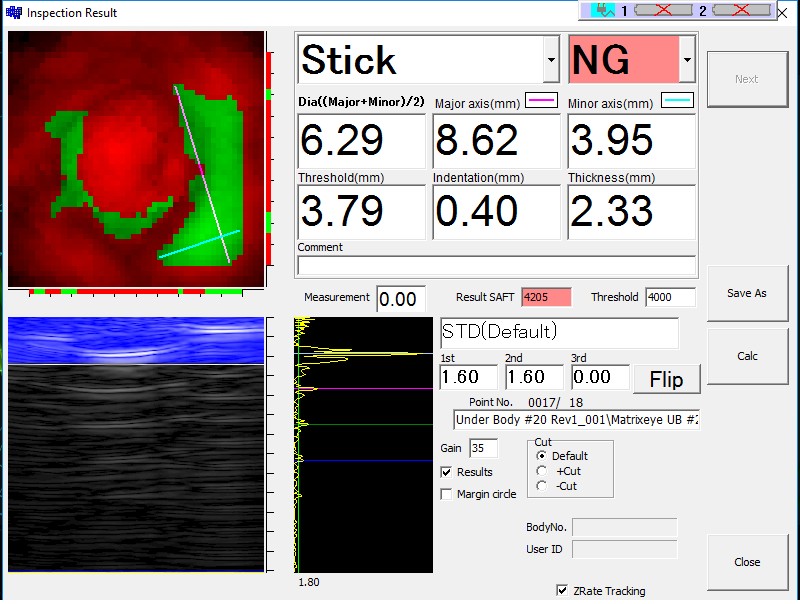 Inspection Result
1 2
Stick NG
Next
Dia((Major+Minor)/2) Major axis(mm) Minor axis(mm)
6.29 8.62 3.95
Threshold(mm) Indentation(mm) Thickness(mm)
3.79 0.40 2.33
Comment
Measurement 0.00 Result SAFT 4205 Threshold 4000
Save As
STD(Default)
Calc
1st 2nd 3rd
1.60 1.60 0.00 Flip
Point No. 0017/ 18
Under Body #20 Rev1_001\Matrixeye UB #2
Gain 35
Cut
Default
Results
+Cut
-Cut
Margin circle
BodyNo.
User ID
Close
1.80
ZRate Tracking